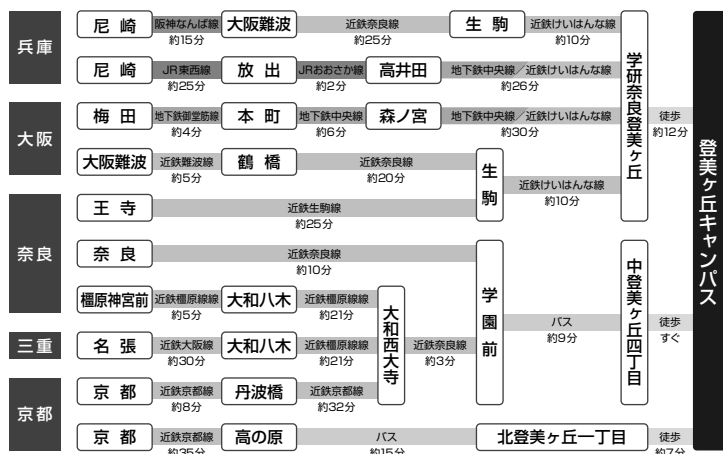 兵庫
尼崎 阪神なんば線 約15分 大阪難波 近鉄奈良線 約25分 生駒 近鉄けいはんな線 約10分
尼崎 JR東西線 約25分 放出 JRおおさか線 約2分 高井田 地下鉄中央線／近鉄けいはんな線 約26分
学研奈良登美ヶ丘
大阪
梅田 地下鉄御堂筋線 約4分 本町 地下鉄中央線 約6分 森ノ宮 地下鉄中央線／近鉄けいはんな線 約30分
徒歩 約12分
大阪難波 近鉄難波線 約5分 鶴橋 近鉄奈良線 約20分
生駒
近鉄けいはんな線 約10分
奈良
王寺 近鉄生駒線 約25分
奈良 近鉄奈良線 約10分
橿原神宮前 近鉄橿原線線 約5分 大和八木 近鉄橿原線線 約21分
三重
名張 近鉄大阪線 約30分 大和八木 近鉄橿原線線 約21分
大和西大寺
近鉄奈良線 約3分
学園前
バス 約9分
中登美ヶ丘四丁目
徒歩 すぐ
京都
京都 近鉄京都線 約8分 丹波橋 近鉄京都線 約32分
京都 近鉄京都線 約35分 高の原 バス 約15分 北登美ヶ丘一丁目 徒歩 約7分
登美ヶ丘キャンパス